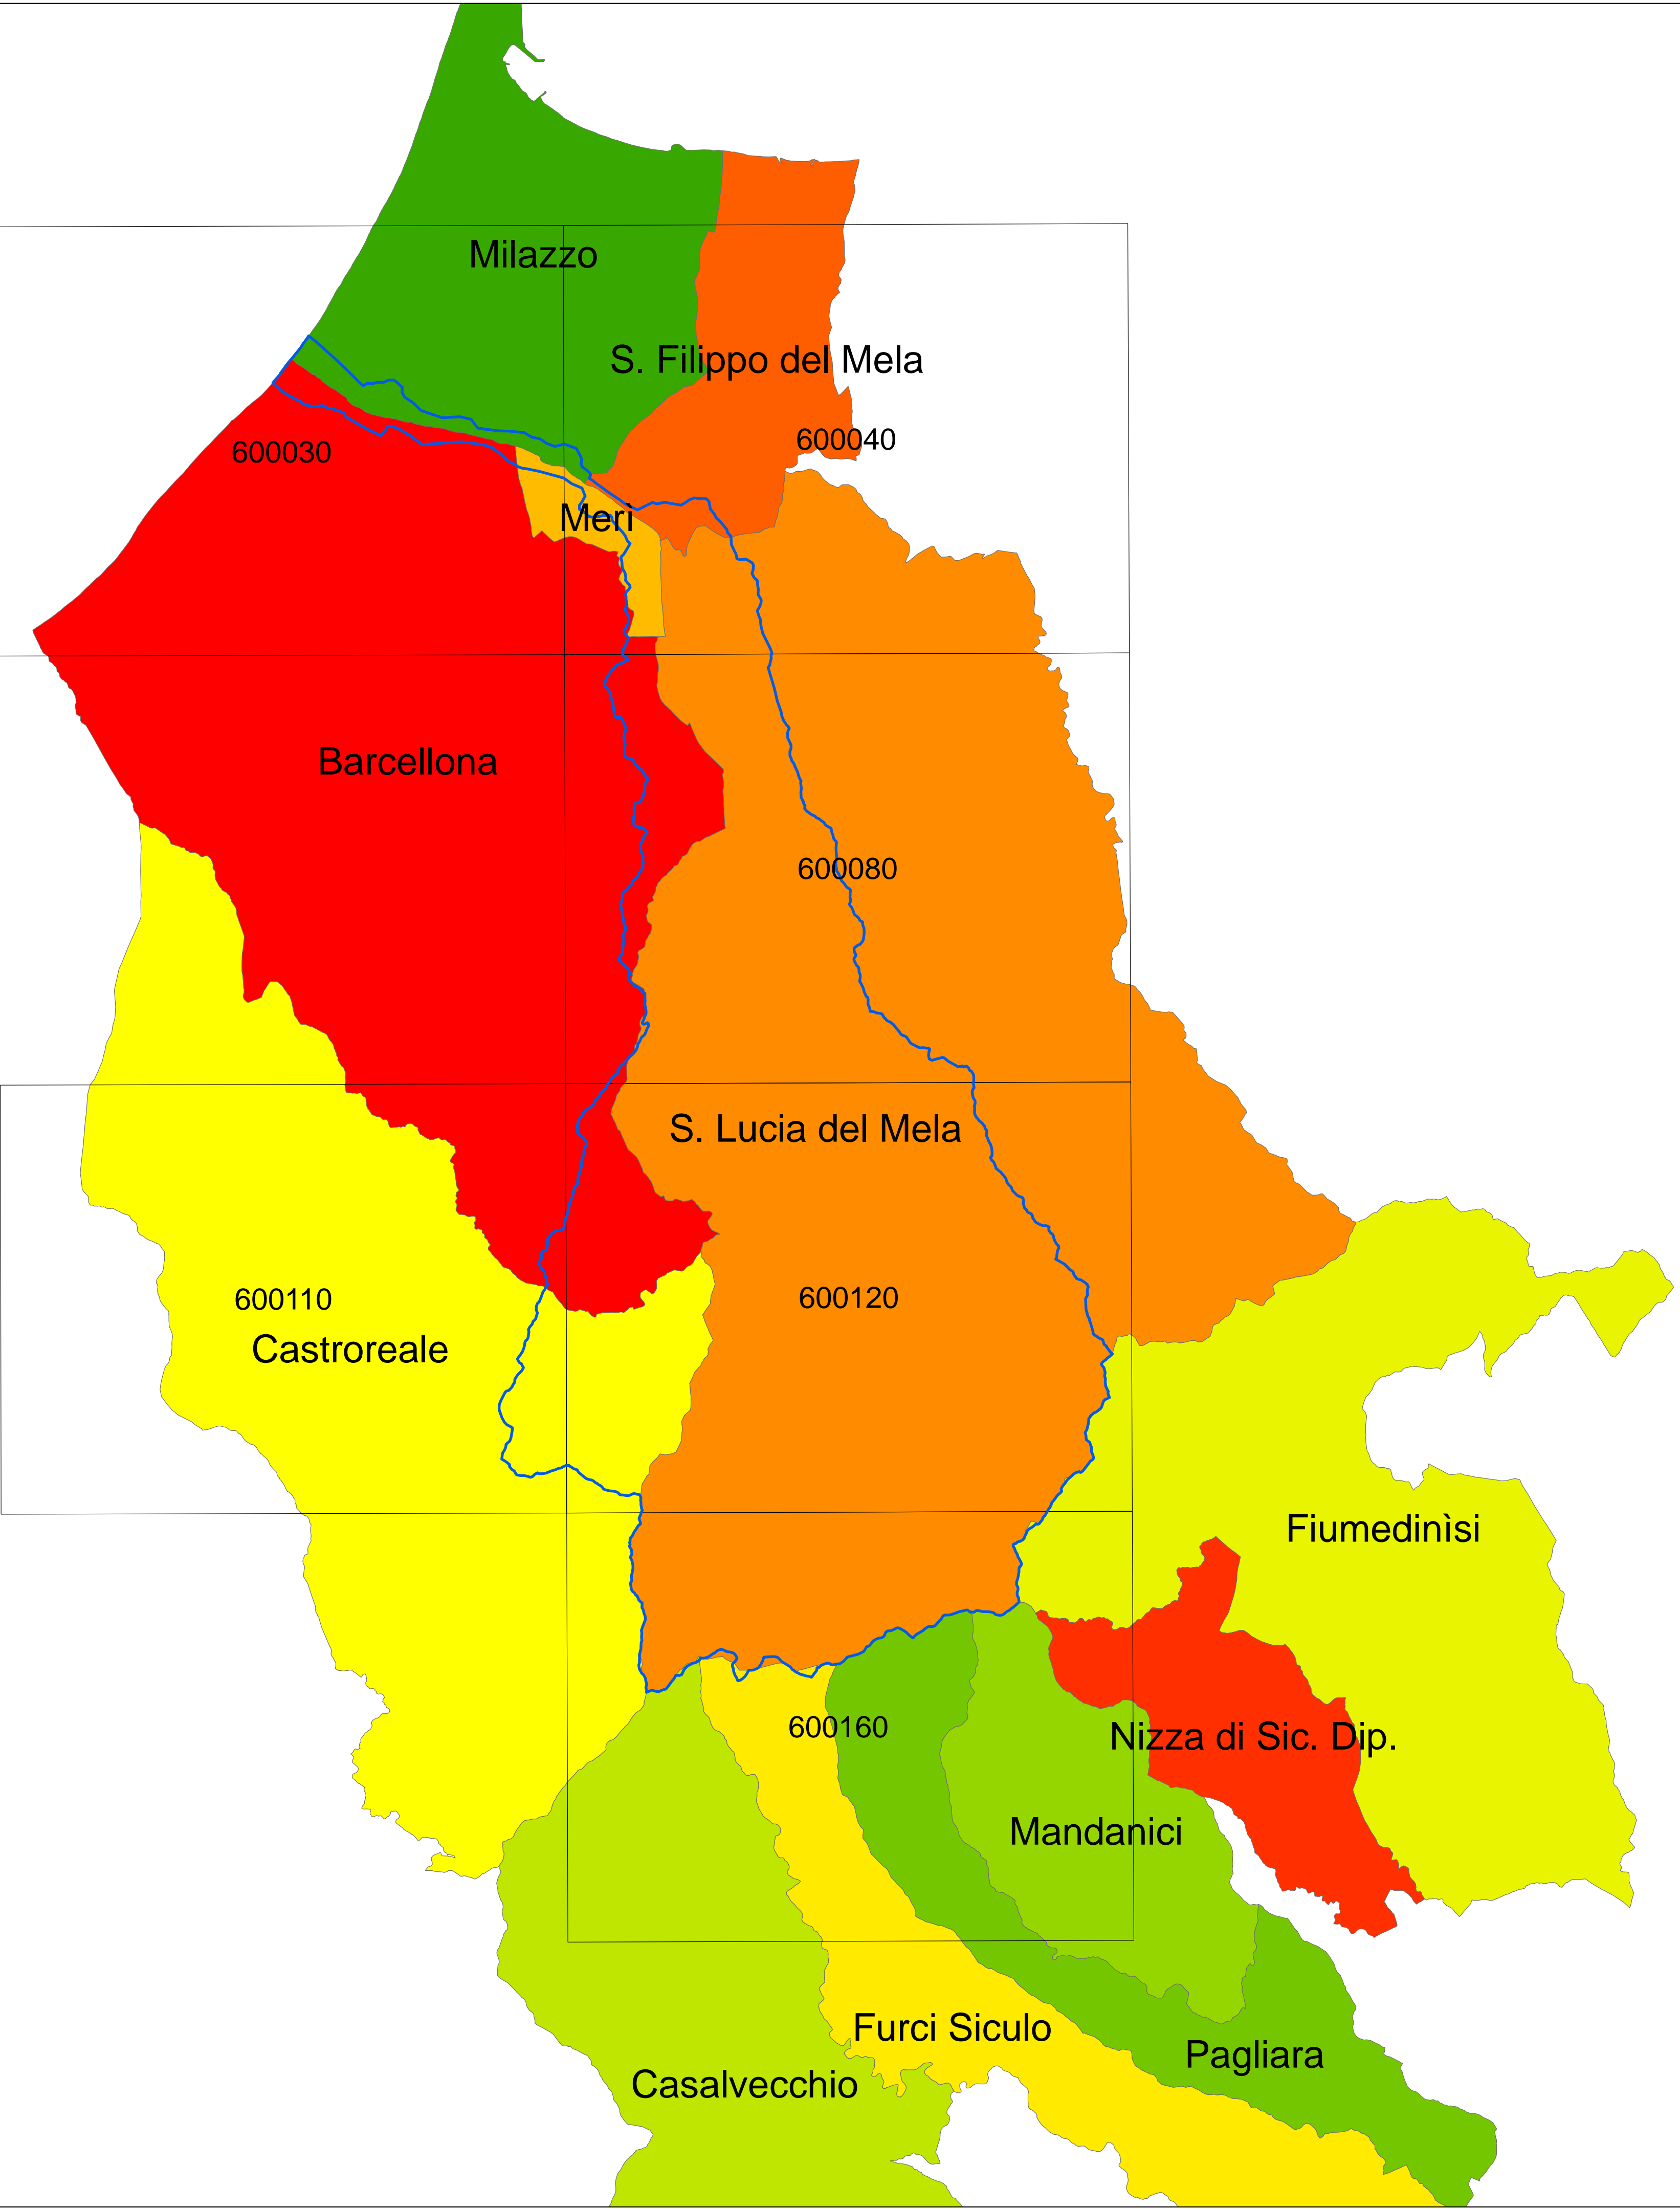 Milazzo
S. Filippo del Mela
600040
600030
Merì
Barcellona
600080
S. Lucia del Mela
600110
600120
Castroreale
Fiumedinìsi
600160
Nizza di Sic. Dip.
Mandanici
Furci Siculo
Pagliara
Casalvecchio